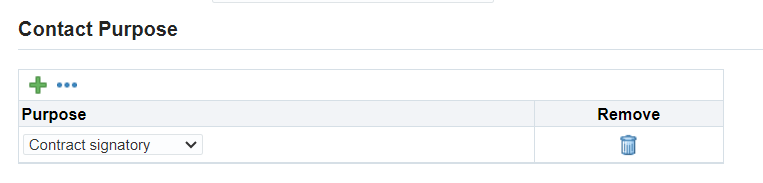 Contact Purpose
Purpose Remove
Contract signatory